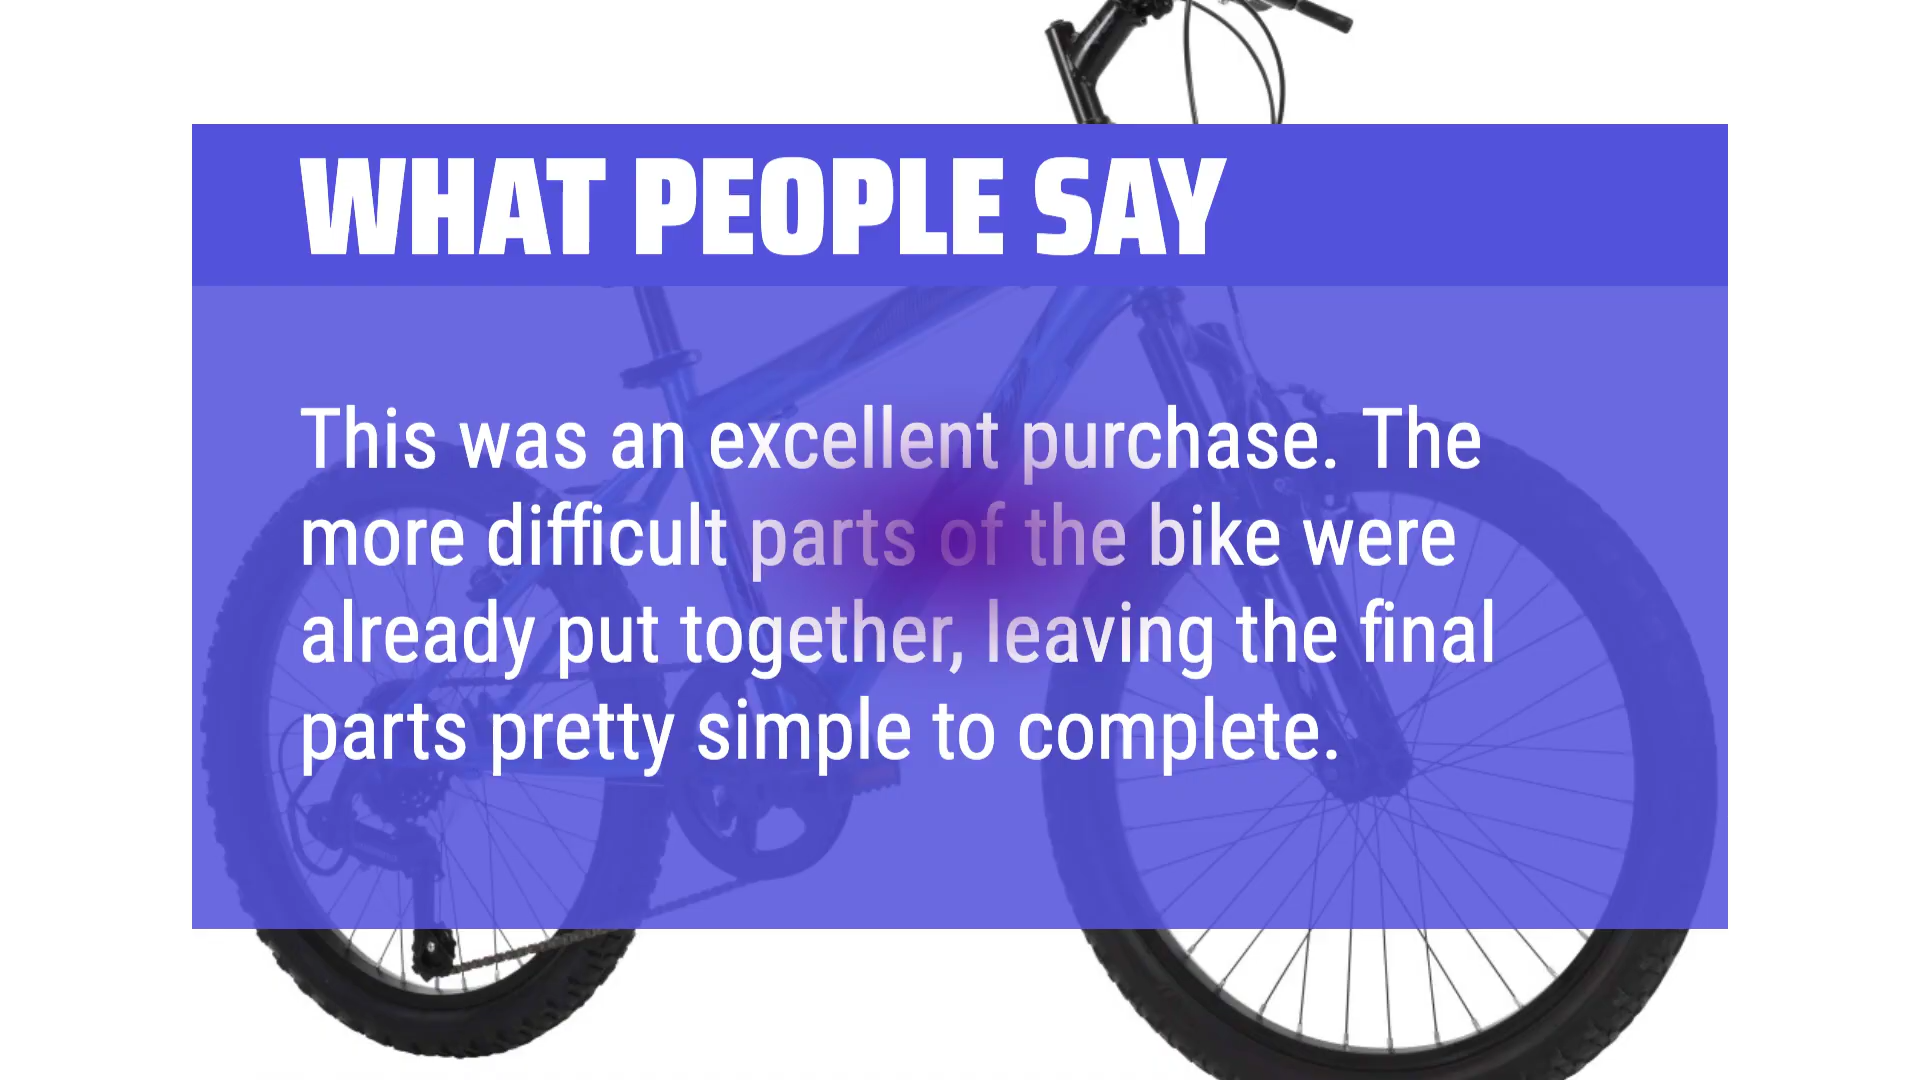 WHAT PEOPLE SAY
This was an excellent purchase. The
more difficult parts of the bike were
already put together, leaving the final
parts pretty simple to complete.